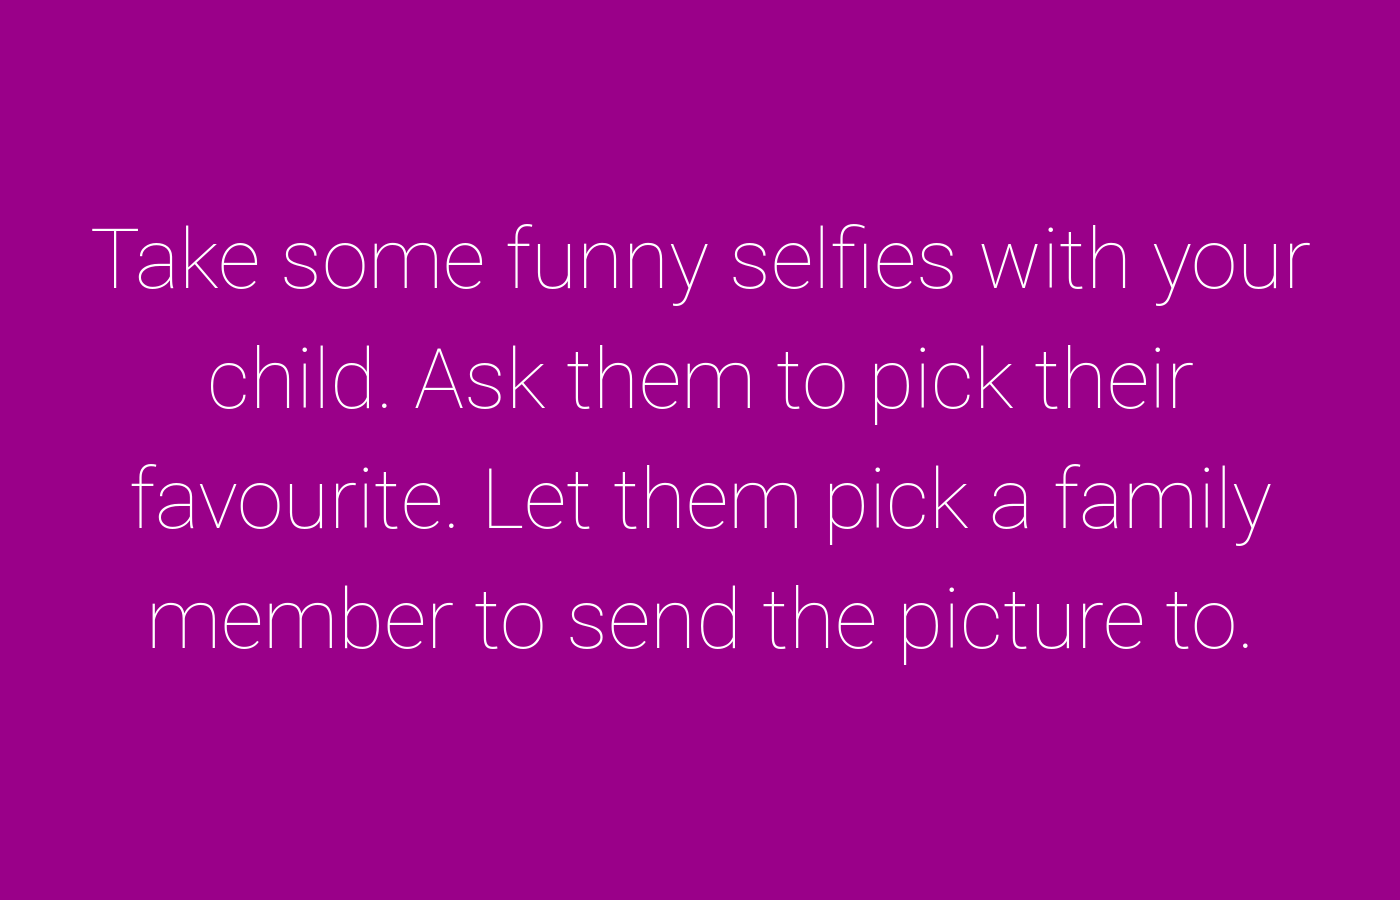 Take some funny selfies with your
child. Ask them to pick their
favourite. Let them pick a family
member to send the picture to.